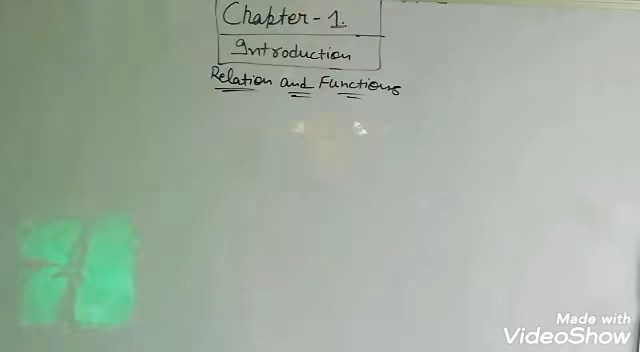 Chapter-1.
Introduction
Relation and Functions
Made with
VideoShow